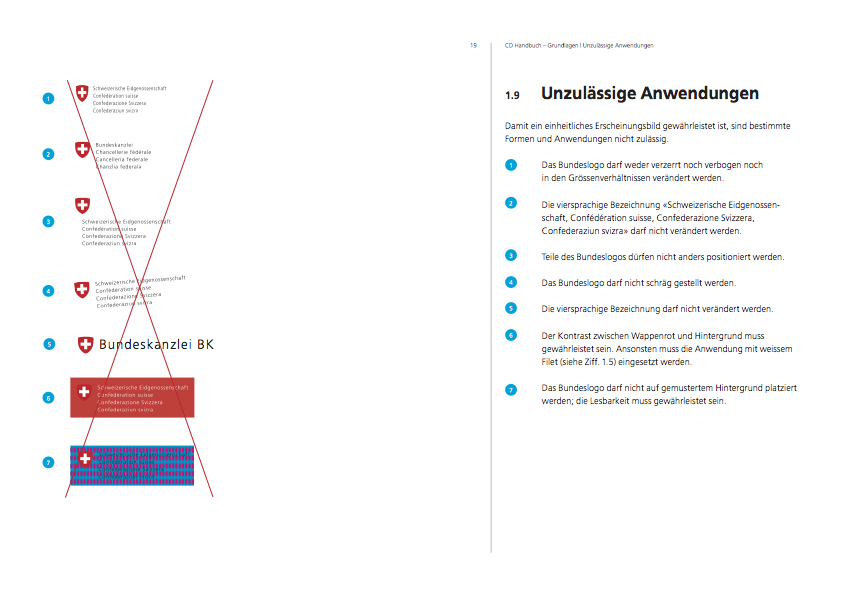 1
Schweizerische Eidgenossenschaft
Confédération suisse
Confederazione Svizzera
Confederaziun svizra
2
Bundeskanzlei
Chancellerie fédérale
Cancelleria federale
Chanzlia federala
3
Schweizerische Eidgenossenschaft
Confédération suisse
Confederazione Svizzera
Confederaziun svizra
4
Schweizerische Eidgenossenschaft
Confédération suisse
Confederazione Svizzera
Confederaziun svizra
5
Bundeskanzlei BK
6
Schweizerische Eidgenossenschaft
Confédération suisse
Confederazione Svizzera
Confederaziun svizra
7
19
CD Handbuch – Grundlagen I Unzulässige Anwendungen
1.9 Unzulässige Anwendungen
Damit ein einheitliches Erscheinungsbild gewährleistet ist, sind bestimmte
Formen und Anwendungen nicht zulässig.
1 Das Bundeslogo darf weder verzerrt noch verbogen noch
in den Grössenverhältnissen verändert werden.
2 Die viersprachige Bezeichnung «Schweizerische Eidgenossen-
schaft, Confédération suisse, Confederazione Svizzera,
Confederaziun svizra» darf nicht verändert werden.
3 Teile des Bundeslogos dürfen nicht anders positioniert werden.
4 Das Bundeslogo darf nicht schräg gestellt werden.
5 Die viersprachige Bezeichnung darf nicht verändert werden.
6 Der Kontrast zwischen Wappenrot und Hintergrund muss
gewährleistet sein. Ansonsten muss die Anwendung mit weissem
Filet (siehe Ziff. 1.5) eingesetzt werden.
7 Das Bundeslogo darf nicht auf gemustertem Hintergrund platziert
werden; die Lesbarkeit muss gewährleistet sein.